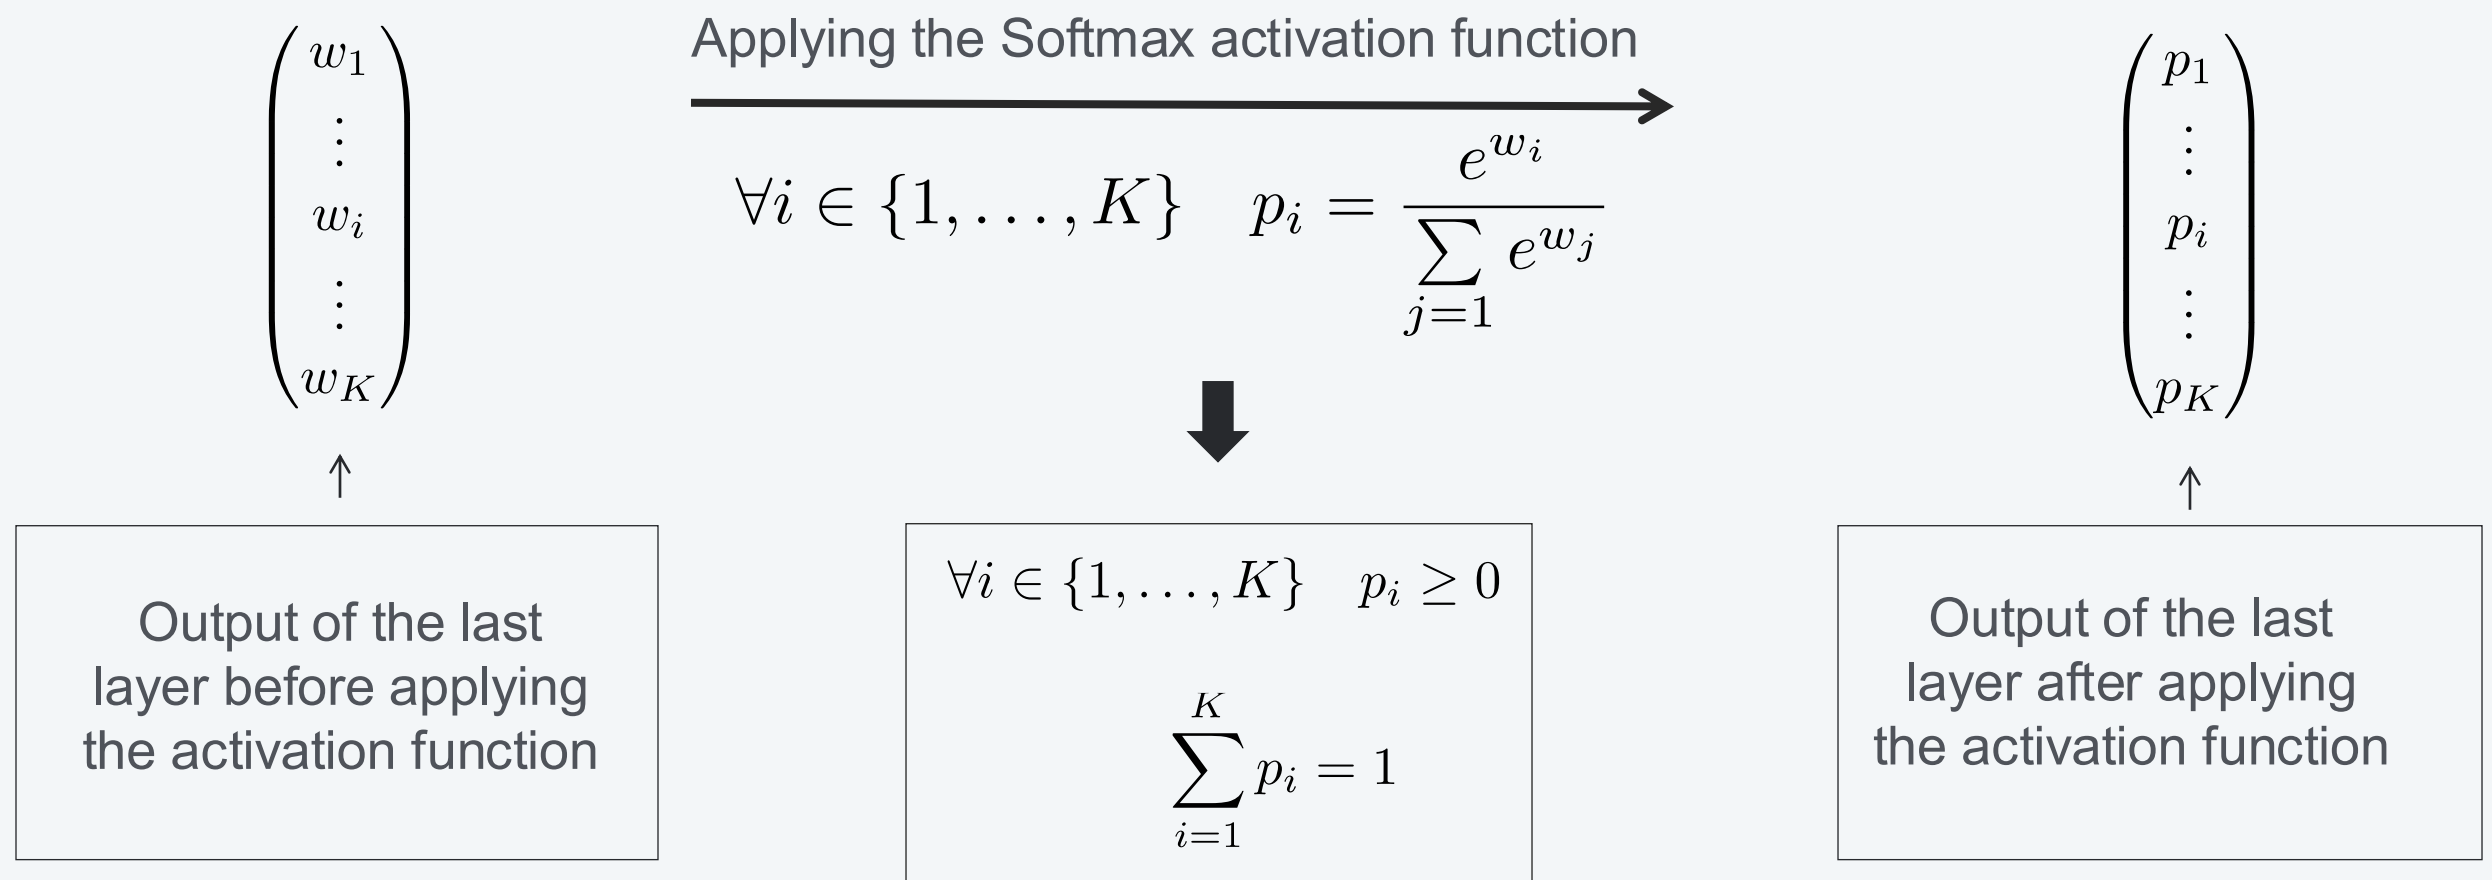 Applying the Softmax activation function
w_1
⋮
w_i
⋮
w_K
∀i ∈ {1, . . . , K} p_i = e^{w_i} / \sum_{j=1} e^{w_j}
p_1
⋮
p_i
⋮
p_K
Output of the last
layer before applying
the activation function
∀i ∈ {1, . . . , K} p_i ≥ 0
\sum_{i=1}^{K} p_i = 1
Output of the last
layer after applying
the activation function